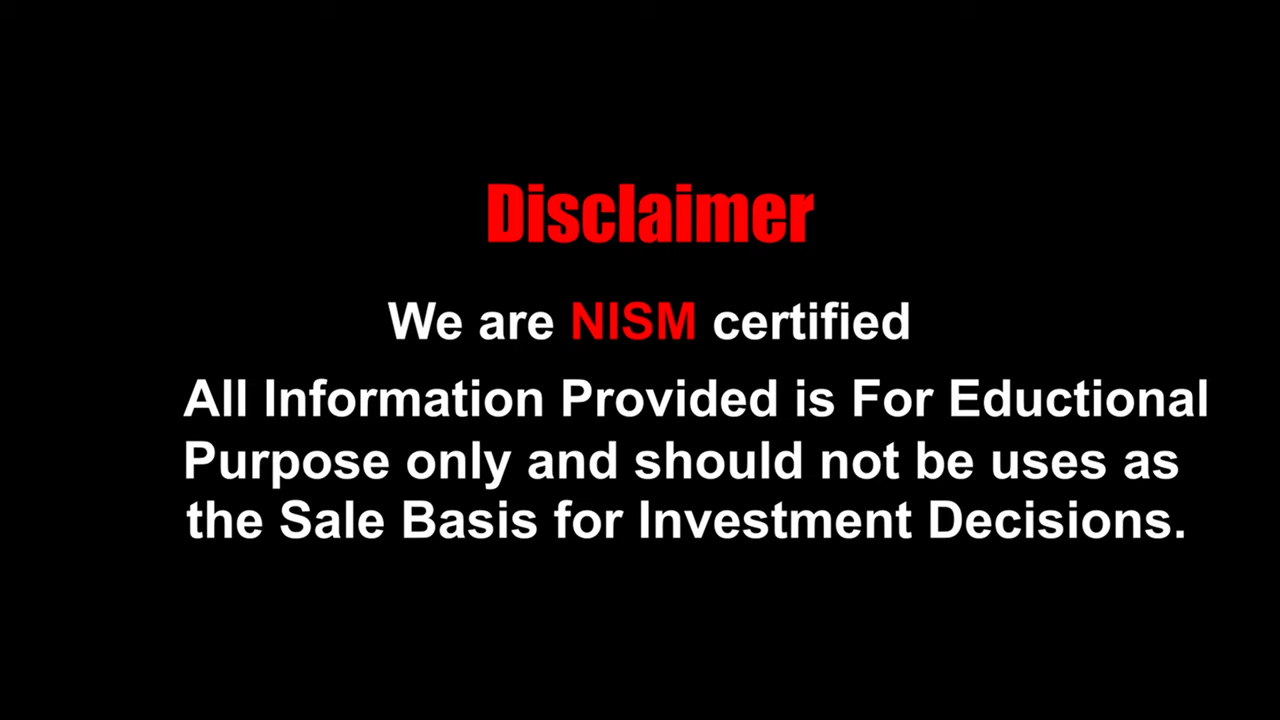 Disclaimer
We are NISM certified
All Information Provided is For Eductional
Purpose only and should not be uses as
the Sale Basis for Investment Decisions.